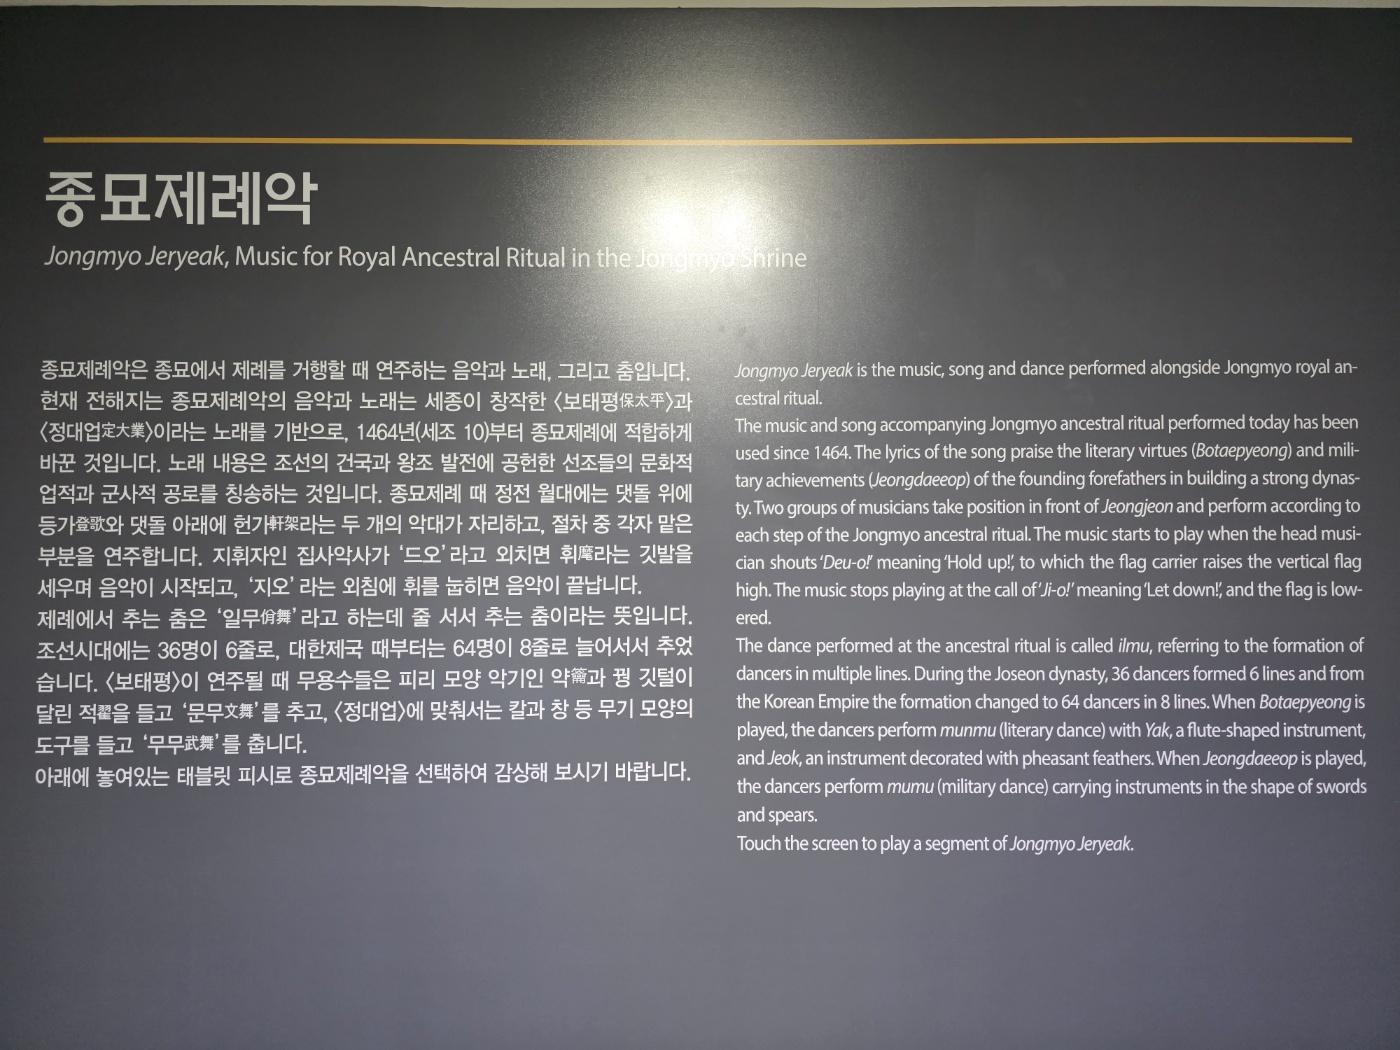 종묘제례악
Jongmyo Jeryeak, Music for Royal Ancestral Ritual in the Jongmyo Shrine
종묘제례악은 종묘에서 제례를 거행할 때 연주하는 음악과 노래, 그리고 춤입니다.
현재 전해지는 종묘제례악의 음악과 노래는 세종이 창작한 〈보태평保太平〉과
〈정대업定大業〉이라는 노래를 기반으로, 1464년(세조 10)부터 종묘제례에 적합하게
바꾼 것입니다. 노래 내용은 조선의 건국과 왕조 발전에 공헌한 선조들의 문화적
업적과 군사적 공로를 칭송하는 것입니다. 종묘제례 때 정전 월대에는 댓돌 위에
등가登歌와 댓돌 아래에 헌가軒架라는 두 개의 악대가 자리하고, 절차 중 각자 맡은
부분을 연주합니다. 지휘자인 집사악사가 ‘드오’라고 외치면 휘麾라는 깃발을
세우며 음악이 시작되고, ‘지오’라는 외침에 휘를 눕히면 음악이 끝납니다.
제례에서 추는 춤은 ‘일무佾舞’라고 하는데 줄 서서 추는 춤이라는 뜻입니다.
조선시대에는 36명이 6줄로, 대한제국 때부터는 64명이 8줄로 늘어서서 추었
습니다. 〈보태평〉이 연주될 때 무용수들은 피리 모양 악기인 약籥과 꿩 깃털이
달린 적翟을 들고 ‘문무文舞’를 추고, 〈정대업〉에 맞춰서는 칼과 창 등 무기 모양의
도구를 들고 ‘무무武舞’를 춥니다.
아래에 놓여있는 태블릿 피시로 종묘제례악을 선택하여 감상해 보시기 바랍니다.
Jongmyo Jeryeak is the music, song and dance performed alongside Jongmyo royal an-
cestral ritual.
The music and song accompanying Jongmyo ancestral ritual performed today has been
used since 1464. The lyrics of the song praise the literary virtues (Botaepyeong) and mili-
tary achievements (Jeongdaeeop) of the founding forefathers in building a strong dynas-
ty. Two groups of musicians take position in front of Jeongjeon and perform according to
each step of the Jongmyo ancestral ritual. The music starts to play when the head musi-
cian shouts ‘Deu-o!’ meaning ‘Hold up!’, to which the flag carrier raises the vertical flag
high. The music stops playing at the call of ‘Ji-o!’ meaning ‘Let down!’, and the flag is low-
ered.
The dance performed at the ancestral ritual is called ilmu, referring to the formation of
dancers in multiple lines. During the Joseon dynasty, 36 dancers formed 6 lines and from
the Korean Empire the formation changed to 64 dancers in 8 lines. When Botaepyeong is
played, the dancers perform munmu (literary dance) with Yak, a flute-shaped instrument,
and Jeok, an instrument decorated with pheasant feathers. When Jeongdaeeop is played,
the dancers perform mumu (military dance) carrying instruments in the shape of swords
and spears.
Touch the screen to play a segment of Jongmyo Jeryeak.